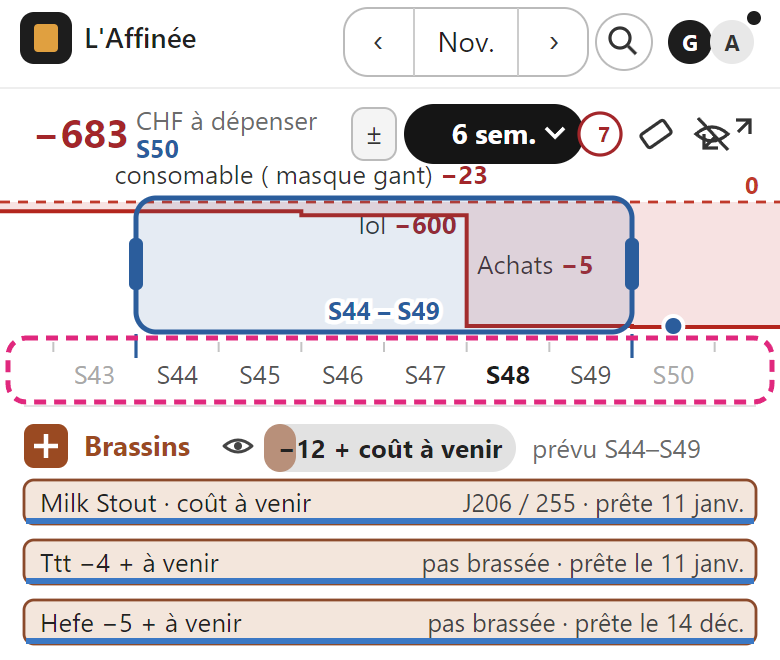 L'Affinée
‹ Nov. ›
G A
−683 CHF à dépenser
S50
± 6 sem. 7
consomable ( masque gant) −23
0
lol −600
Achats −5
S44 – S49
S43 S44 S45 S46 S47 S48 S49 S50
+ Brassins −12 + coût à venir prévu S44–S49
Milk Stout · coût à venir J206 / 255 · prête 11 janv.
Ttt −4 + à venir pas brassée · prête le 11 janv.
Hefe −5 + à venir pas brassée · prête le 14 déc.